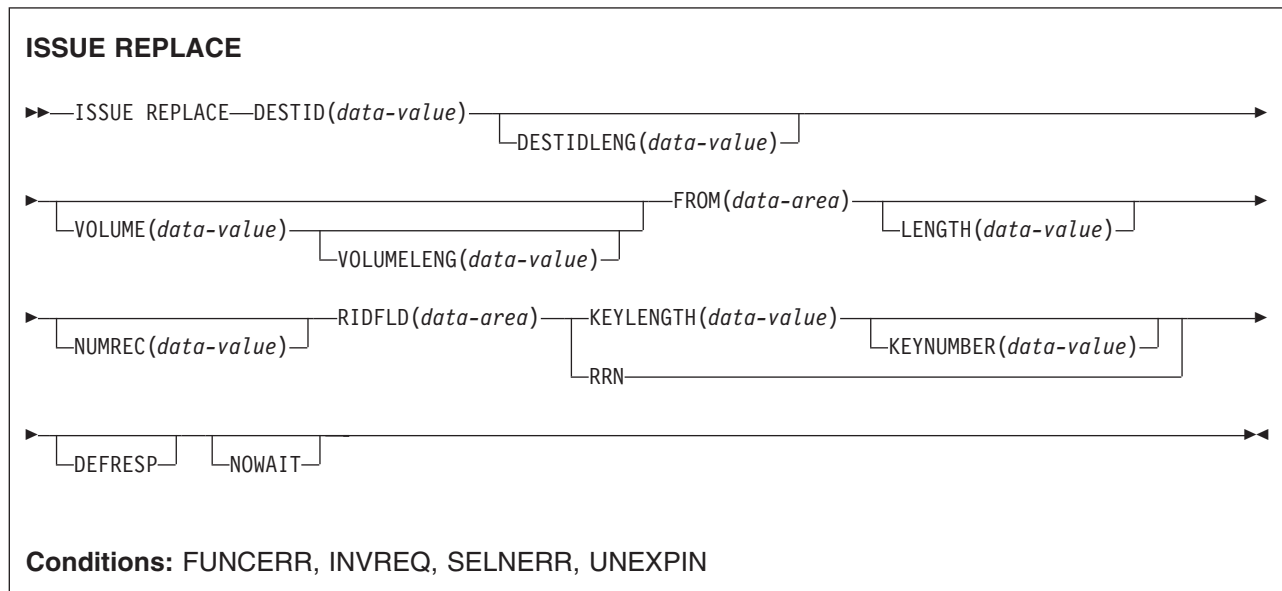 ISSUE REPLACE
ISSUE REPLACE DESTID(data-value)
DESTIDLENG(data-value)
FROM(data-area)
VOLUME(data-value)
LENGTH(data-value)
VOLUMELENG(data-value)
RIDFLD(data-area) KEYLENGTH(data-value)
NUMREC(data-value)
KEYNUMBER(data-value)
RRN
DEFRESP NOWAIT
Conditions: FUNCERR, INVREQ, SELNERR, UNEXPIN